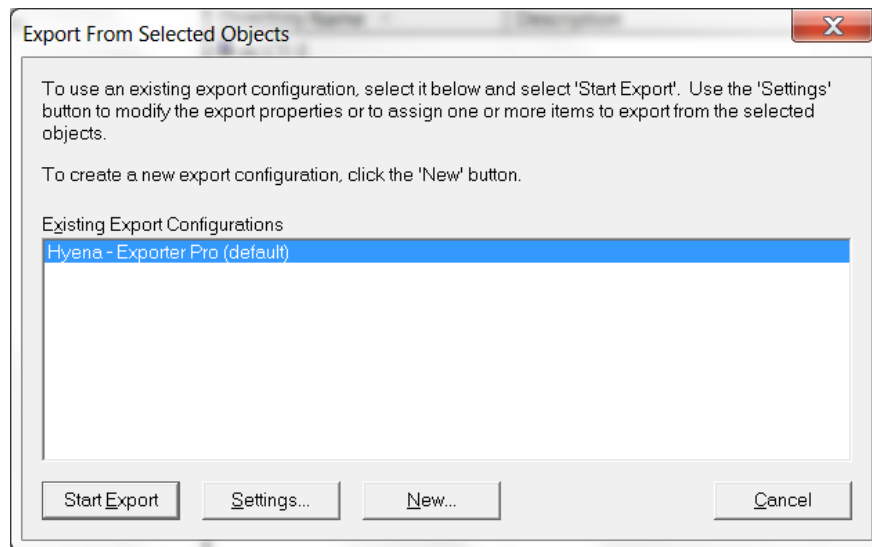 Inventory Name Description
Export From Selected Objects
To use an existing export configuration, select it below and select 'Start Export'. Use the 'Settings'
button to modify the export properties or to assign one or more items to export from the selected
objects.
To create a new export configuration, click the 'New' button.
Existing Export Configurations
Hyena - Exporter Pro (default)
Start Export Settings... New... Cancel